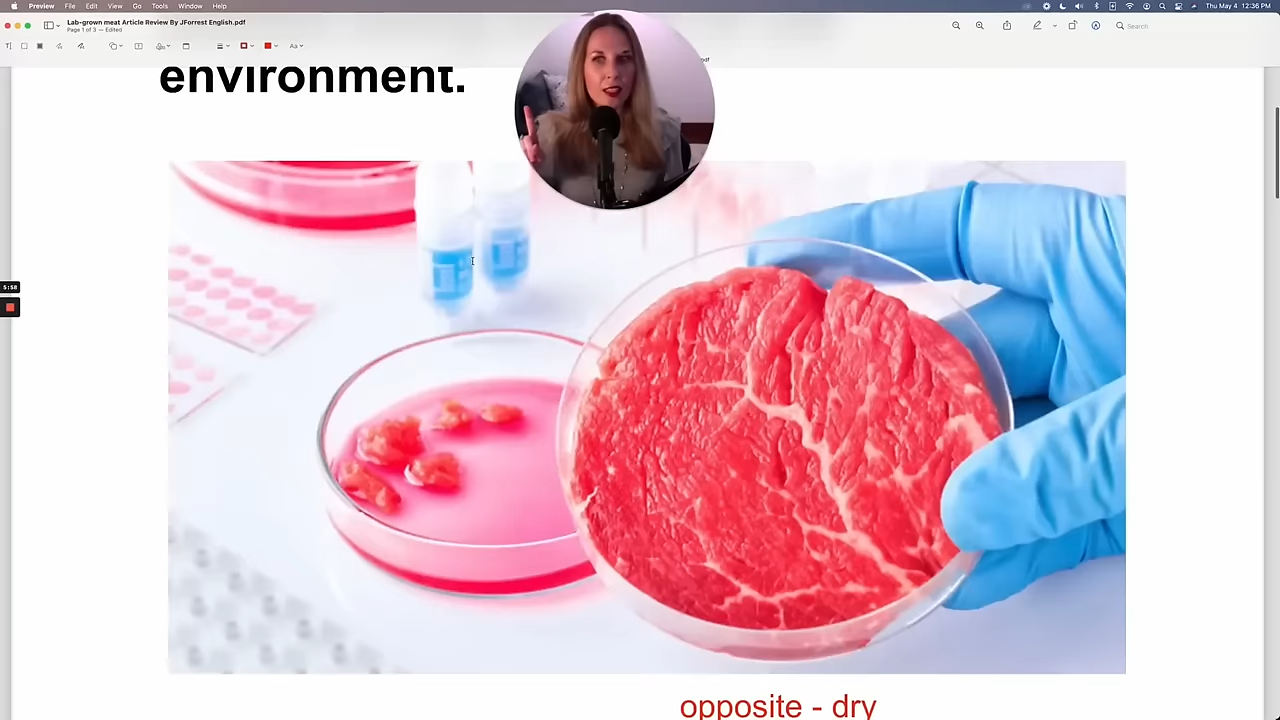 Preview File Edit View Go Tools Window Help
Thu May 4 12:36 PM
Lab-grown meat Article Review By JForrest English.pdf
Page 1 of 3 — Edited
Search
Aa
environment.
5:58
opposite - dry